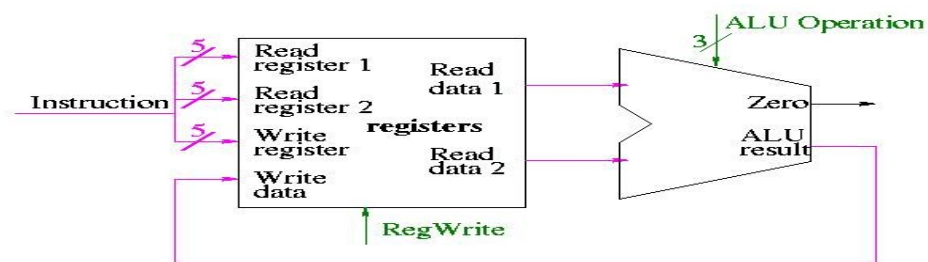 ALU Operation
3
5
Read
register 1
Read
data 1
5
Instruction
Read
register 2
registers
Zero
5
Write
register
ALU
result
Read
data 2
Write
data
RegWrite